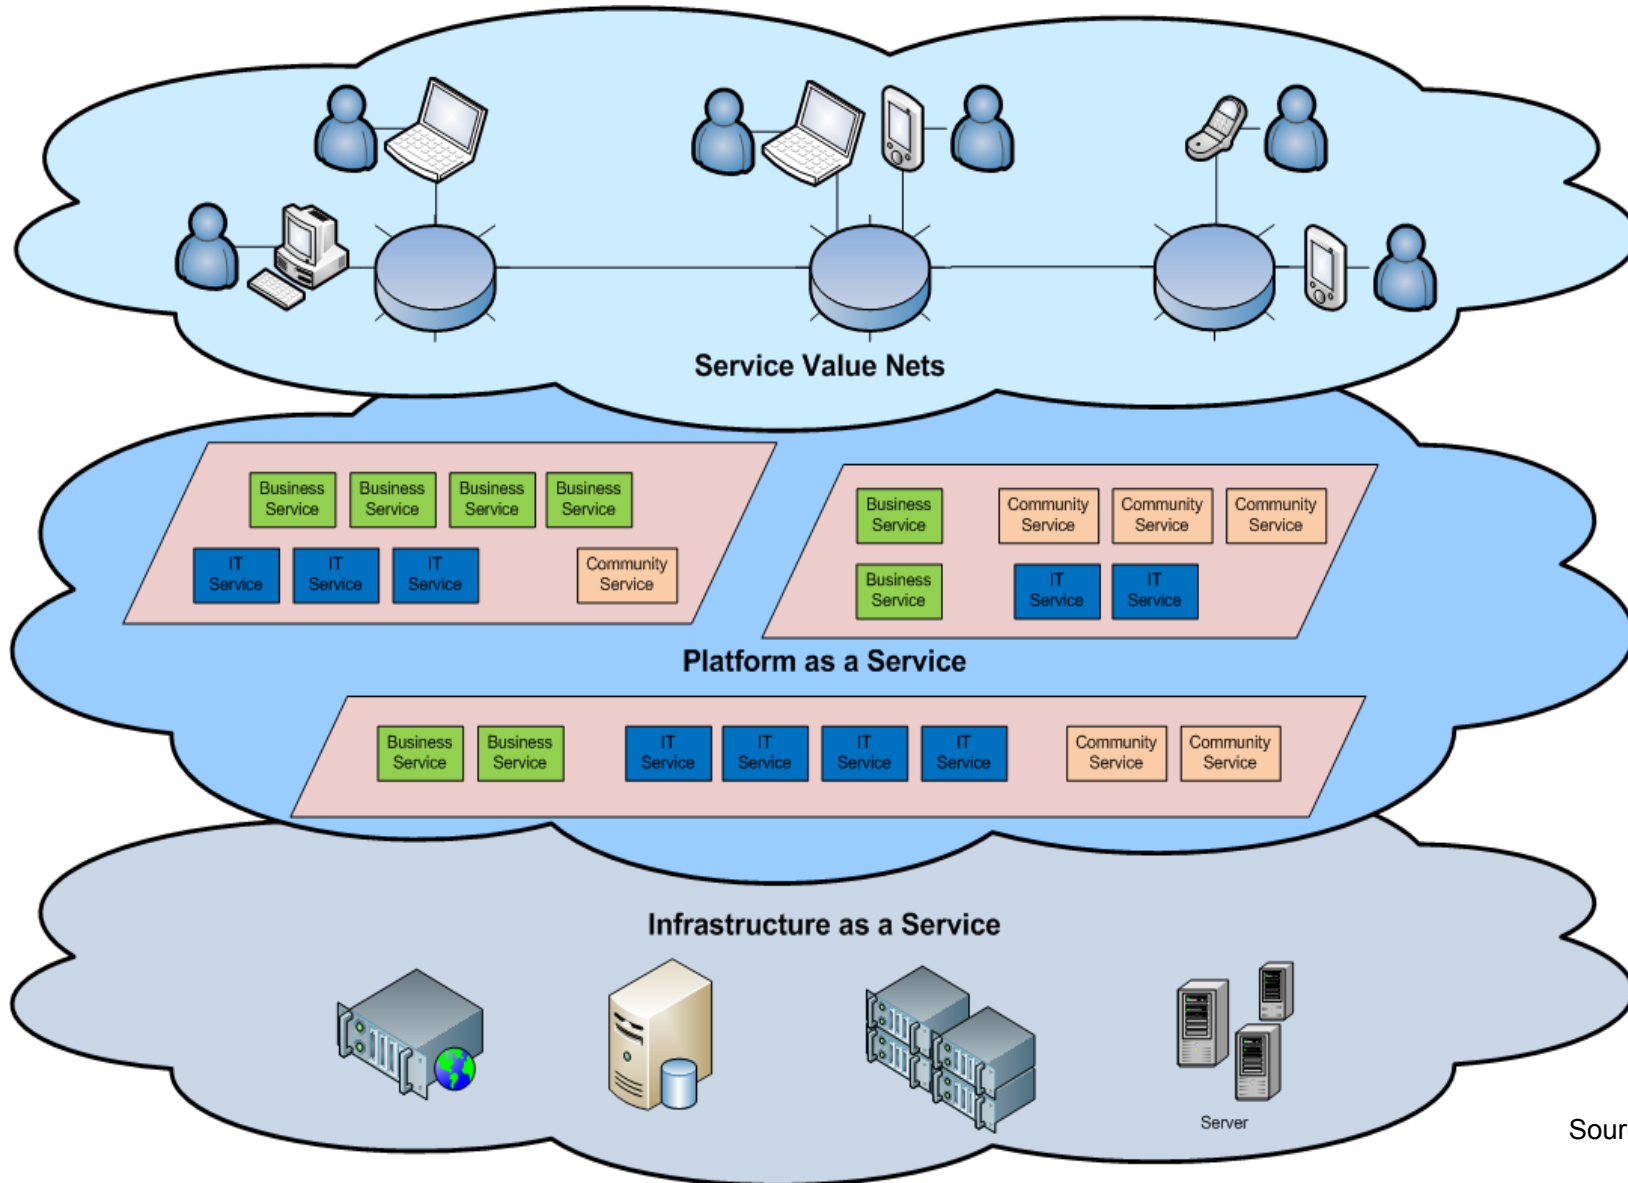 Service Value Nets
Business Business Business Business
Service Service Service Service
IT IT IT Community
Service Service Service Service
Business Community Community Community
Service Service Service Service
Business IT IT
Service Service Service
Platform as a Service
Business Business IT IT IT IT Community Community
Service Service Service Service Service Service Service Service
Infrastructure as a Service
Server